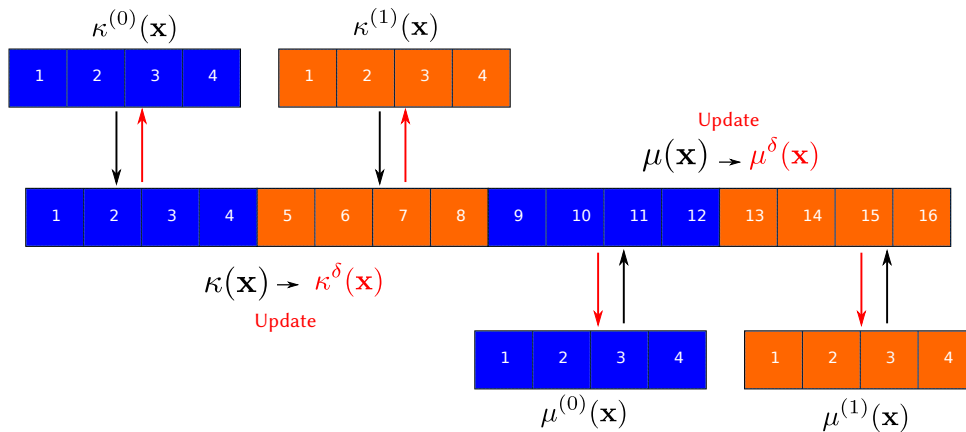 κ^{(0)}(𝐱) κ^{(1)}(𝐱)
1 2 3 4 1 2 3 4
Update
μ(𝐱) → μ^δ(𝐱)
1 2 3 4 5 6 7 8 9 10 11 12 13 14 15 16
κ(𝐱) → κ^δ(𝐱)
Update
1 2 3 4 1 2 3 4
μ^{(0)}(𝐱) μ^{(1)}(𝐱)